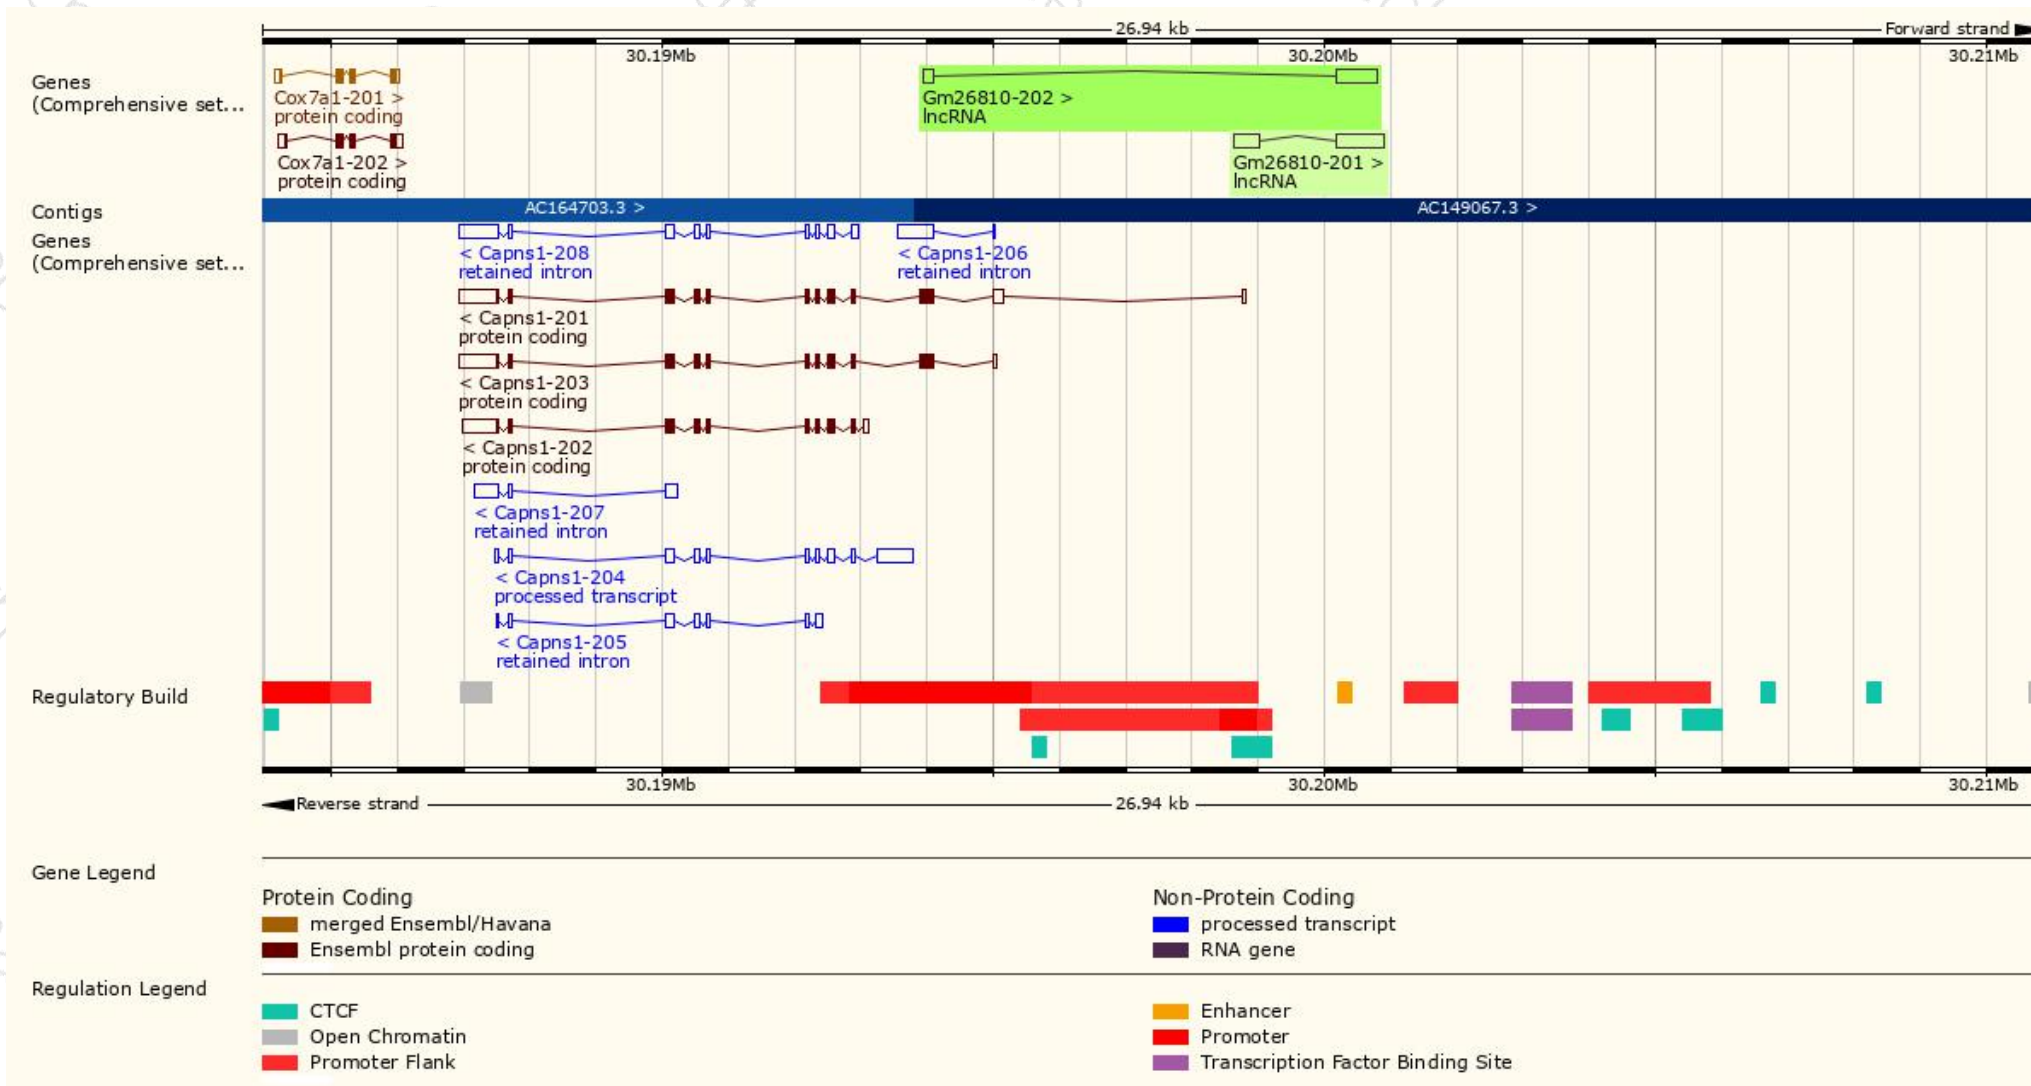 26.94 kb
Forward strand
30.19Mb 30.20Mb 30.21Mb
Genes
(Comprehensive set...
Cox7a1-201 >
protein coding
Cox7a1-202 >
protein coding
Gm26810-202 >
lncRNA
Gm26810-201 >
lncRNA
Contigs
AC164703.3 > AC149067.3 >
Genes
(Comprehensive set...
< Capns1-208
retained intron
< Capns1-206
retained intron
< Capns1-201
protein coding
< Capns1-203
protein coding
< Capns1-202
protein coding
< Capns1-207
retained intron
< Capns1-204
processed transcript
< Capns1-205
retained intron
Regulatory Build
30.19Mb 30.20Mb 30.21Mb
Reverse strand
26.94 kb
Gene Legend
Protein Coding
merged Ensembl/Havana
Ensembl protein coding
Non-Protein Coding
processed transcript
RNA gene
Regulation Legend
CTCF
Open Chromatin
Promoter Flank
Enhancer
Promoter
Transcription Factor Binding Site